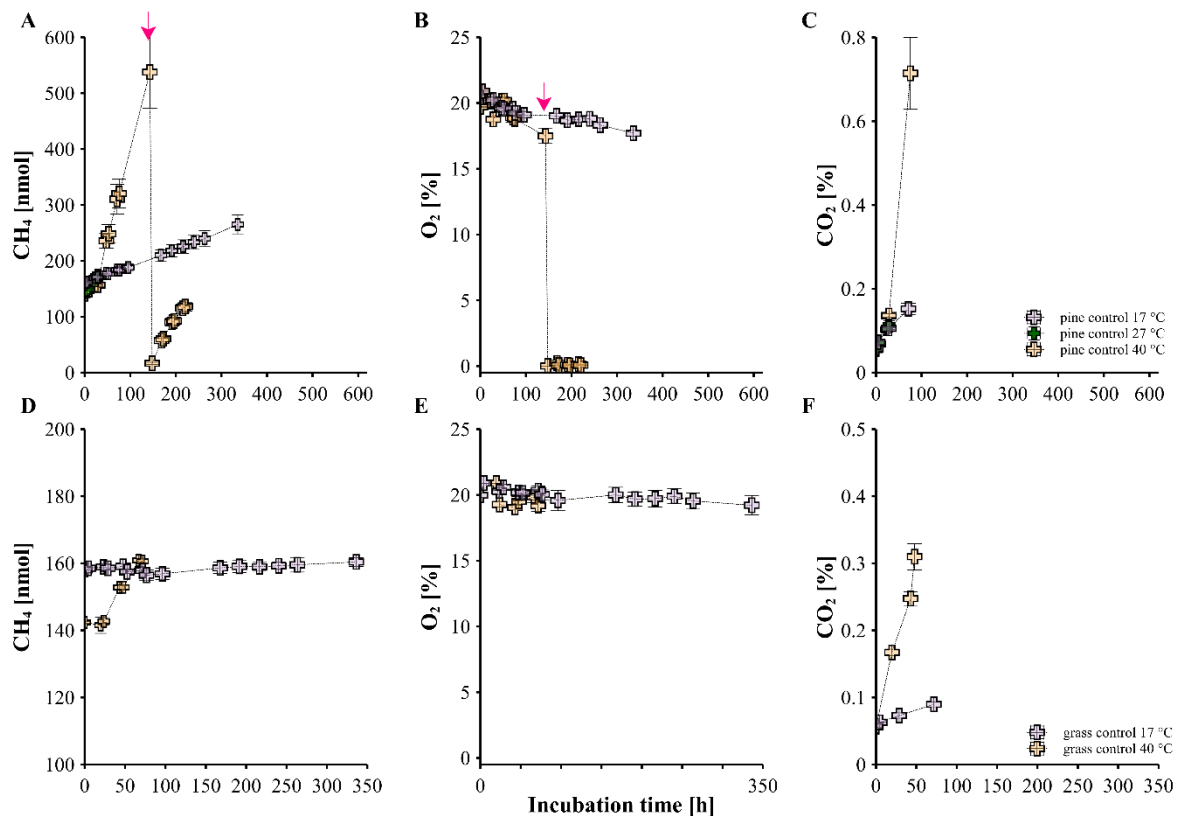 A
CH₄ [nmol]
600
500
400
300
200
100
0
0 100 200 300 400 500 600
B
O₂ [%]
25
20
15
10
5
0
0 100 200 300 400 500 600
C
CO₂ [%]
0.8
0.6
0.4
0.2
0.0
0 100 200 300 400 500 600
pine control 17 °C
pine control 27 °C
pine control 40 °C
D
CH₄ [nmol]
200
180
160
140
120
100
0 50 100 150 200 250 300 350
E
O₂ [%]
25
20
15
10
5
0
0 350
Incubation time [h]
F
CO₂ [%]
0.5
0.4
0.3
0.2
0.1
0.0
0 50 100 150 200 250 300 350
grass control 17 °C
grass control 40 °C